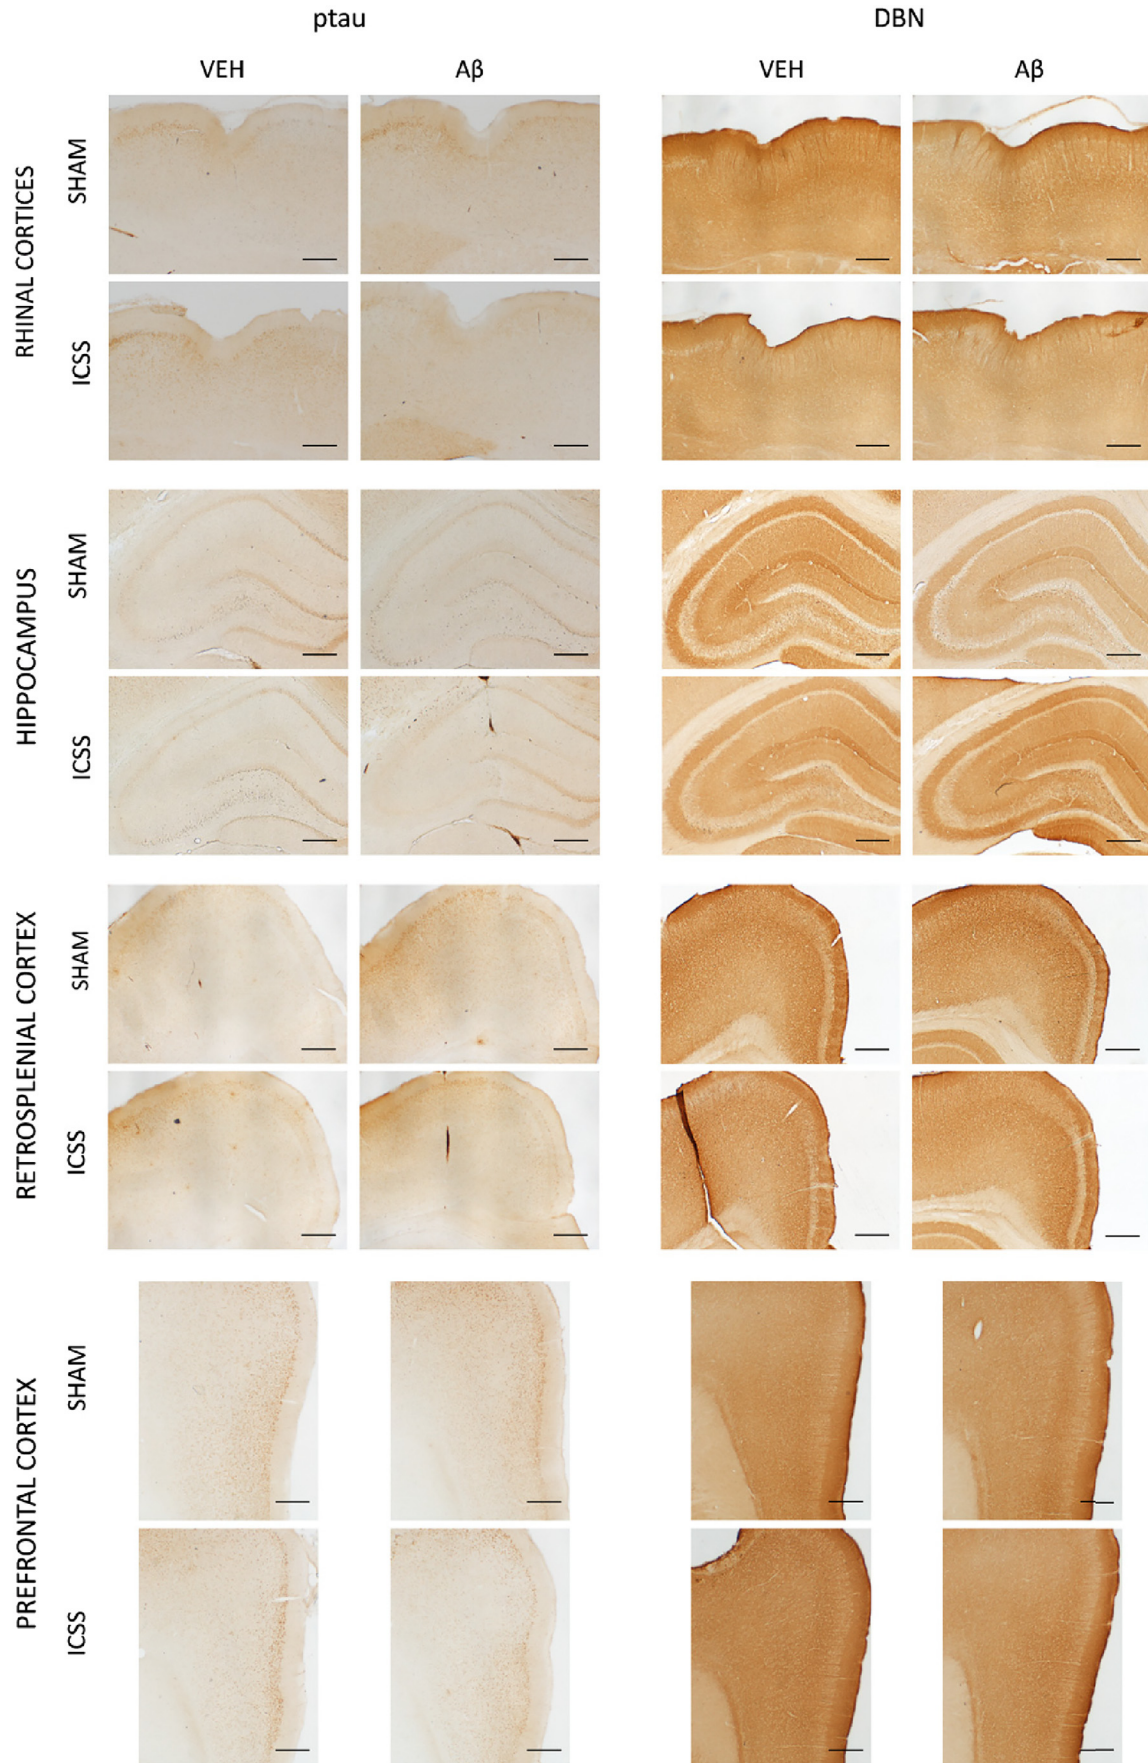 ptau DBN
VEH Aβ VEH Aβ
RHINAL CORTICES
SHAM
ICSS
HIPPOCAMPUS
SHAM
ICSS
RETROSPLENIAL CORTEX
SHAM
ICSS
PREFRONTAL CORTEX
SHAM
ICSS